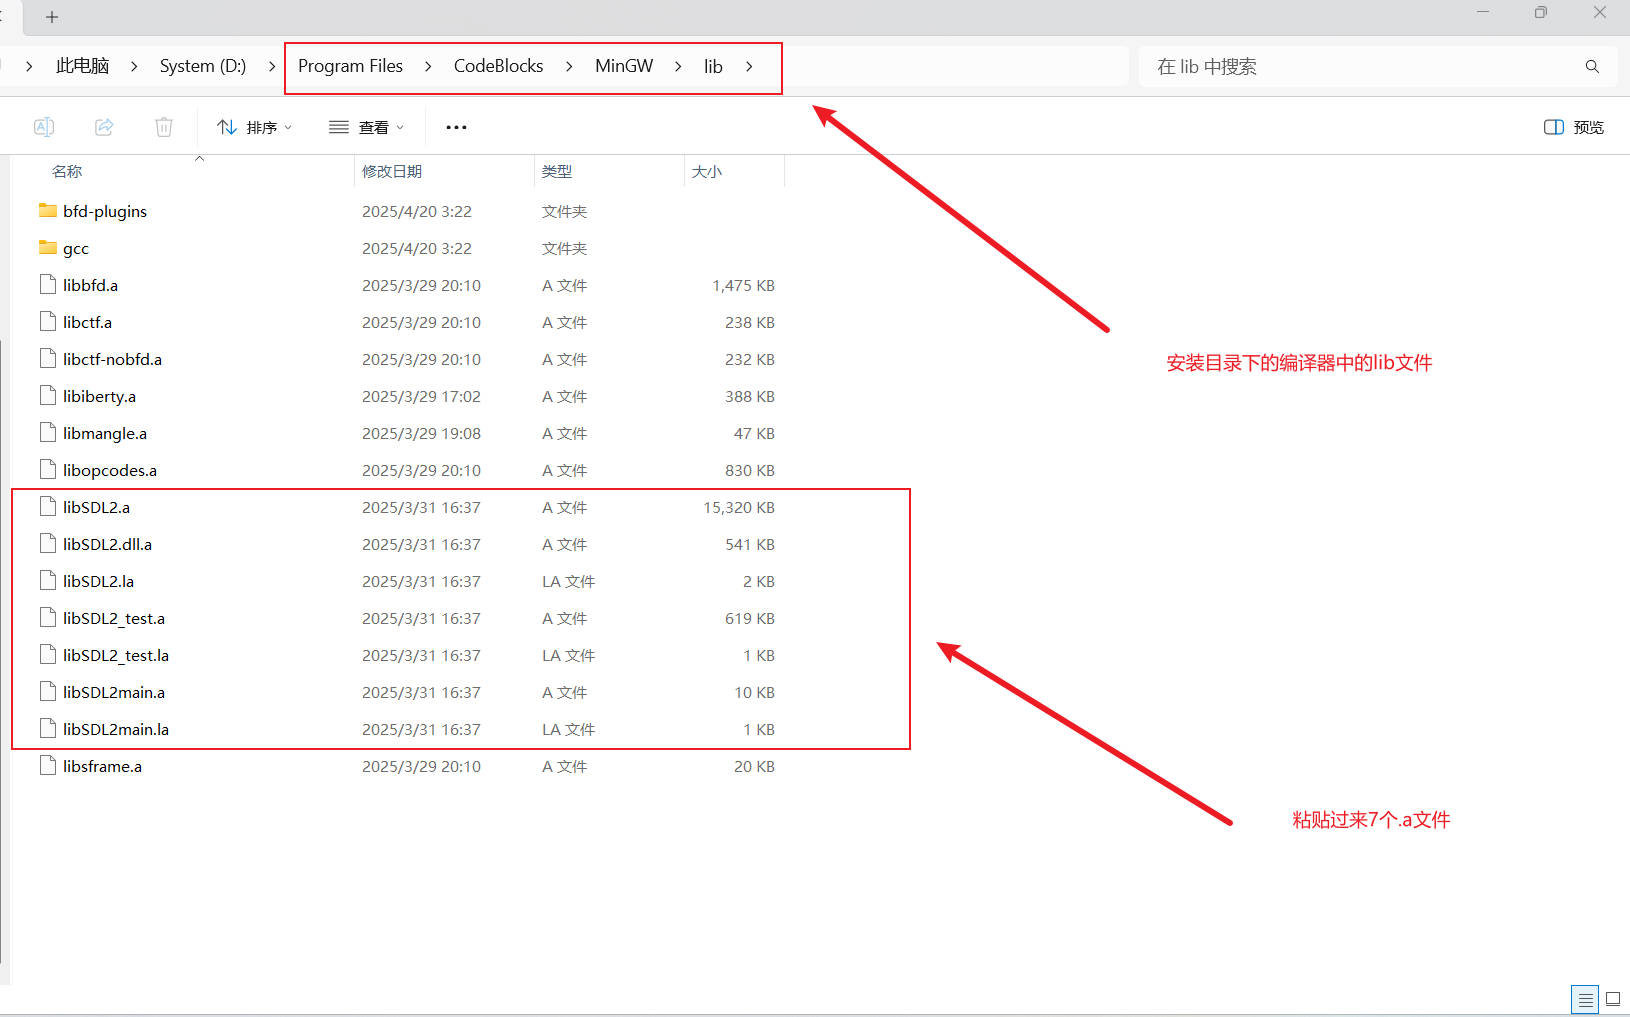 此电脑 System (D:) Program Files CodeBlocks MinGW lib 在 lib 中搜索
排序 查看 预览
名称 修改日期 类型 大小
bfd-plugins 2025/4/20 3:22 文件夹
gcc 2025/4/20 3:22 文件夹
libbfd.a 2025/3/29 20:10 A 文件 1,475 KB
libctf.a 2025/3/29 20:10 A 文件 238 KB
libctf-nobfd.a 2025/3/29 20:10 A 文件 232 KB
安装目录下的编译器中的lib文件
libiberty.a 2025/3/29 17:02 A 文件 388 KB
libmangle.a 2025/3/29 19:08 A 文件 47 KB
libopcodes.a 2025/3/29 20:10 A 文件 830 KB
libSDL2.a 2025/3/31 16:37 A 文件 15,320 KB
libSDL2.dll.a 2025/3/31 16:37 A 文件 541 KB
libSDL2.la 2025/3/31 16:37 LA 文件 2 KB
libSDL2_test.a 2025/3/31 16:37 A 文件 619 KB
libSDL2_test.la 2025/3/31 16:37 LA 文件 1 KB
libSDL2main.a 2025/3/31 16:37 A 文件 10 KB
libSDL2main.la 2025/3/31 16:37 LA 文件 1 KB
libsframe.a 2025/3/29 20:10 A 文件 20 KB
粘贴过来7个.a文件